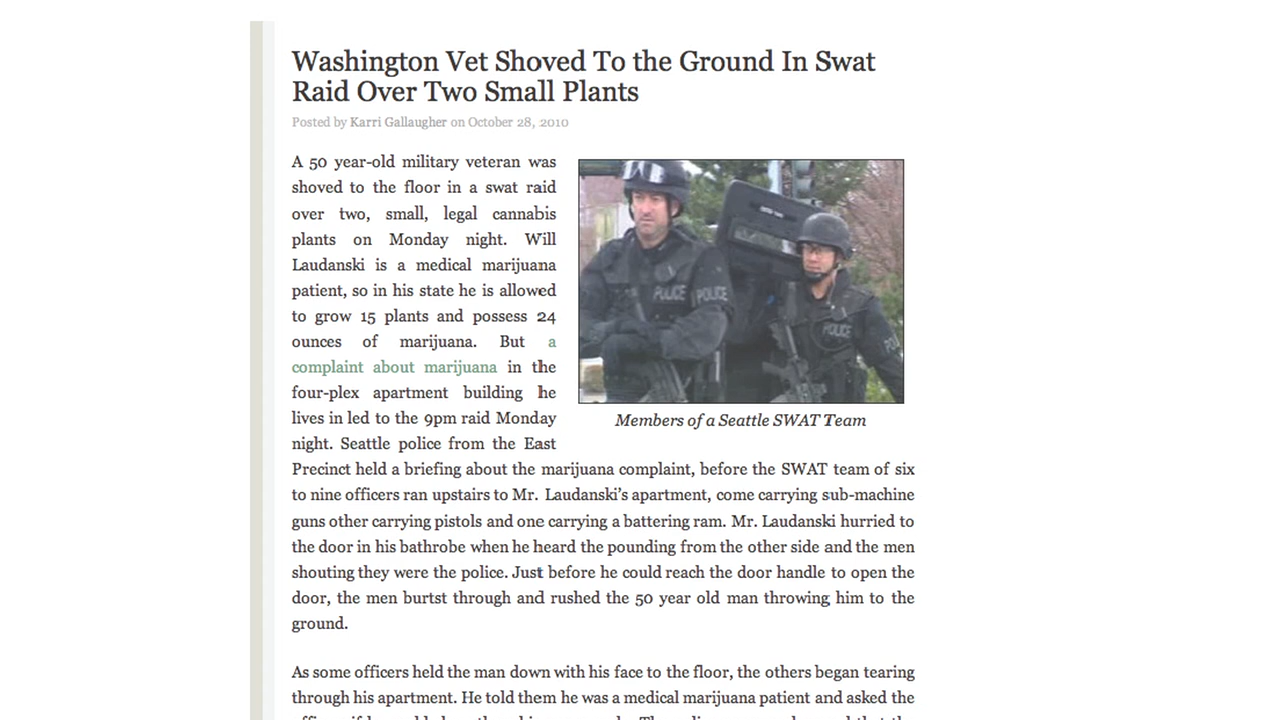 Washington Vet Shoved To the Ground In Swat
Raid Over Two Small Plants
Posted by Karri Gallaugher on October 28, 2010
A 50 year-old military veteran was
shoved to the floor in a swat raid
over two, small, legal cannabis
plants on Monday night. Will
Laudanski is a medical marijuana
patient, so in his state he is allowed
to grow 15 plants and possess 24
ounces of marijuana. But a
complaint about marijuana in the
four-plex apartment building he
lives in led to the 9pm raid Monday
night. Seattle police from the East
POLICE POLICE
POLICE
Members of a Seattle SWAT Team
Precinct held a briefing about the marijuana complaint, before the SWAT team of six
to nine officers ran upstairs to Mr. Laudanski's apartment, come carrying sub-machine
guns other carrying pistols and one carrying a battering ram. Mr. Laudanski hurried to
the door in his bathrobe when he heard the pounding from the other side and the men
shouting they were the police. Just before he could reach the door handle to open the
door, the men burtst through and rushed the 50 year old man throwing him to the
ground.
As some officers held the man down with his face to the floor, the others began tearing
through his apartment. He told them he was a medical marijuana patient and asked the